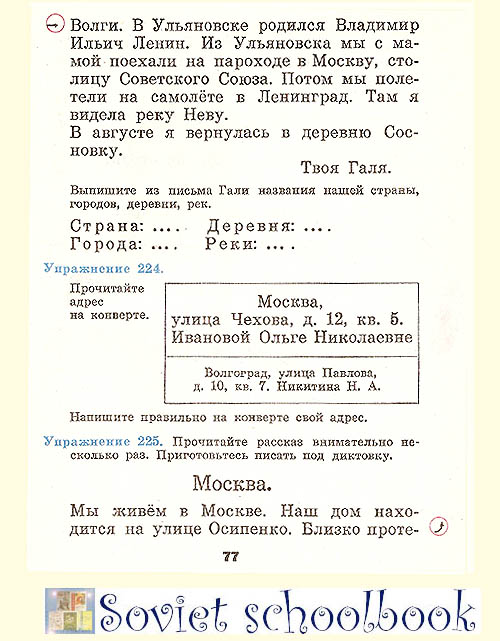 Волги. В Ульяновске родился Владимир
Ильич Ленин. Из Ульяновска мы с ма-
мой поехали на пароходе в Москву, сто-
лицу Советского Союза. Потом мы поле-
тели на самолёте в Ленинград. Там я
видела реку Неву.
В августе я вернулась в деревню Сос-
новку.
Твоя Галя.
Выпишите из письма Гали названия нашей страны,
городов, деревни, рек.
Страна: .... Деревня: ....
Города: .... Реки: ....
Упражнение 224.
Прочитайте
адрес
на конверте.
Москва,
улица Чехова, д. 12, кв. 5.
Ивановой Ольге Николаевне
Волгоград, улица Павлова,
д. 10, кв. 7. Никитина Н. А.
Напишите правильно на конверте свой адрес.
Упражнение 225. Прочитайте рассказ внимательно не-
сколько раз. Приготовьтесь писать под диктовку.
Москва.
Мы живём в Москве. Наш дом нахо-
дится на улице Осипенко. Близко проте-
77
Soviet schoolbook